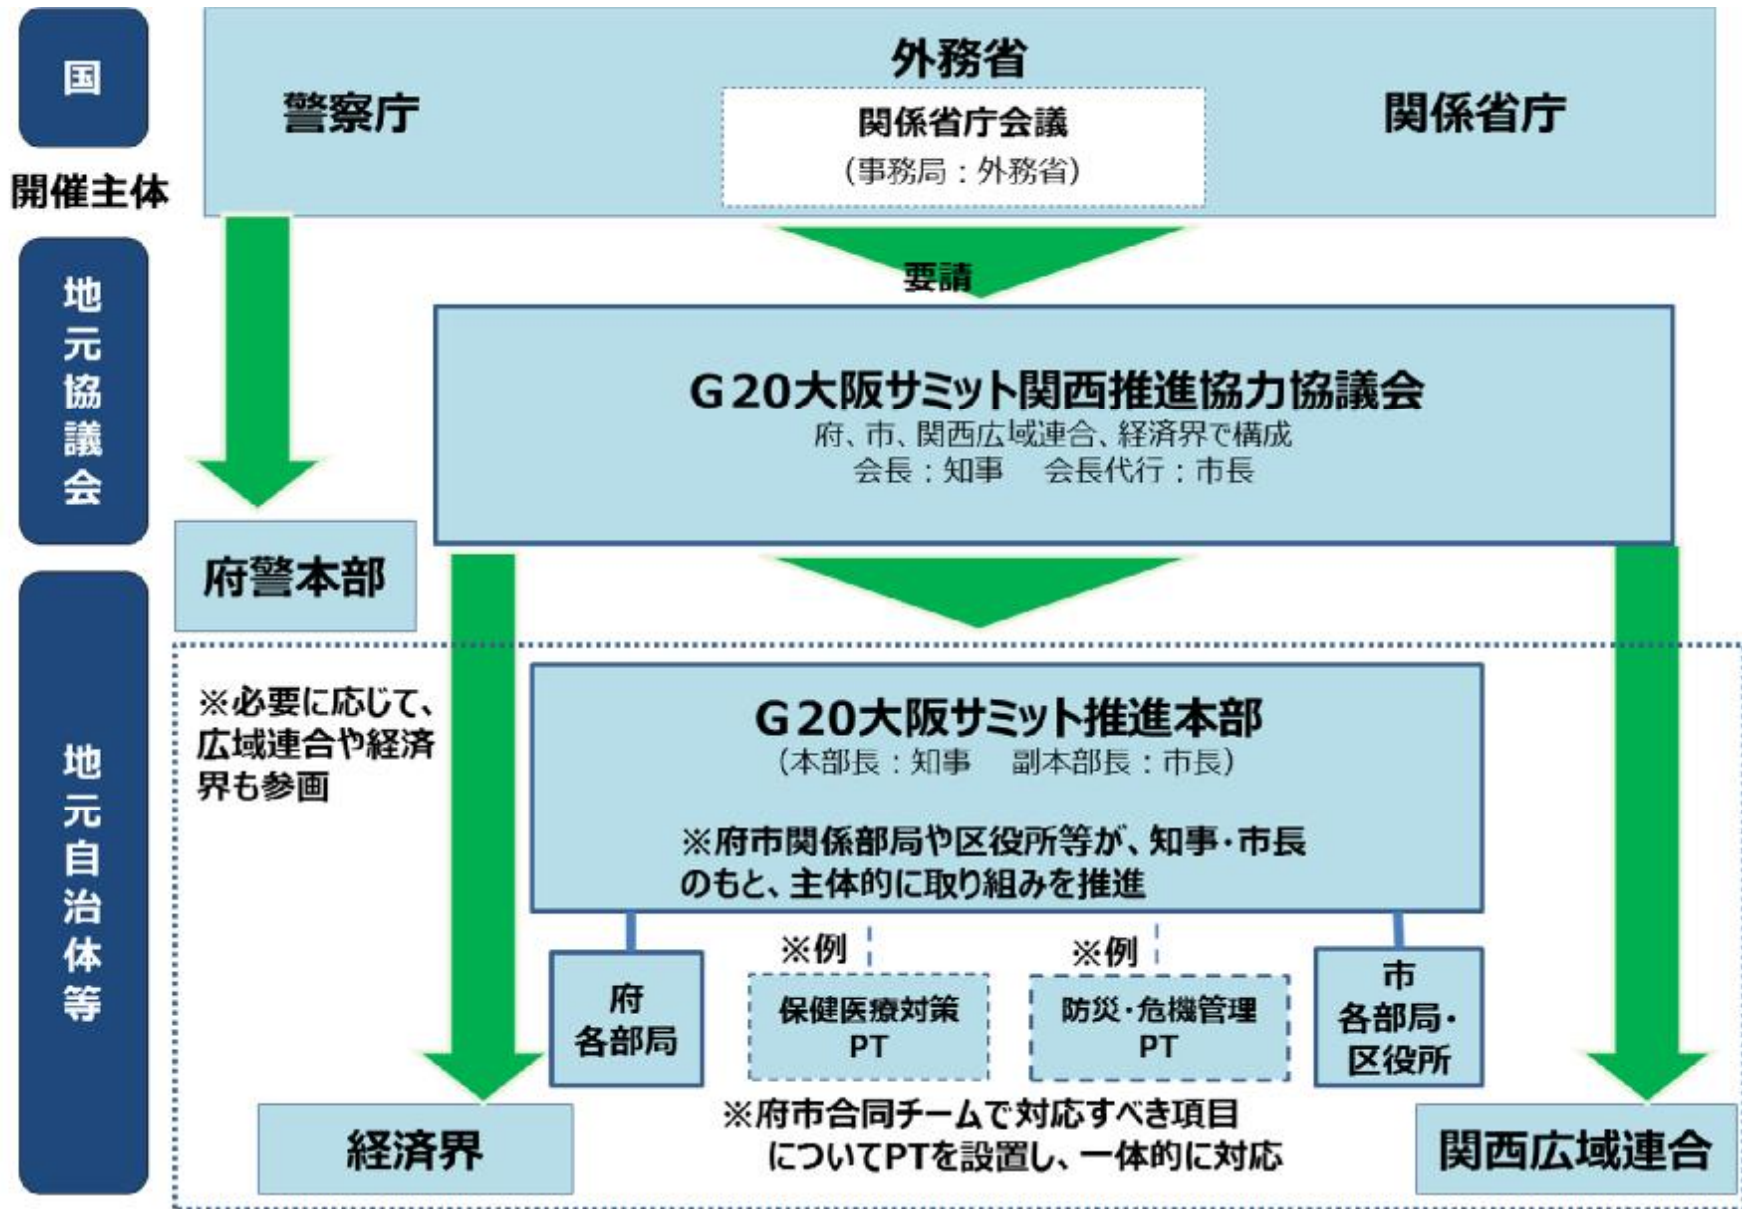 国
開催主体
外務省
警察庁
関係省庁会議
（事務局：外務省）
関係省庁
要請
地元協議会
G20大阪サミット関西推進協力協議会
府、市、関西広域連合、経済界で構成
会長：知事　会長代行：市長
府警本部
地元自治体等
※必要に応じて、
広域連合や経済
界も参画
G20大阪サミット推進本部
（本部長：知事　副本部長：市長）
※府市関係部局や区役所等が、知事・市長
のもと、主体的に取り組みを推進
府
各部局
※例
保健医療対策
PT
※例
防災・危機管理
PT
市
各部局・
区役所
※府市合同チームで対応すべき項目
についてPTを設置し、一体的に対応
経済界
関西広域連合